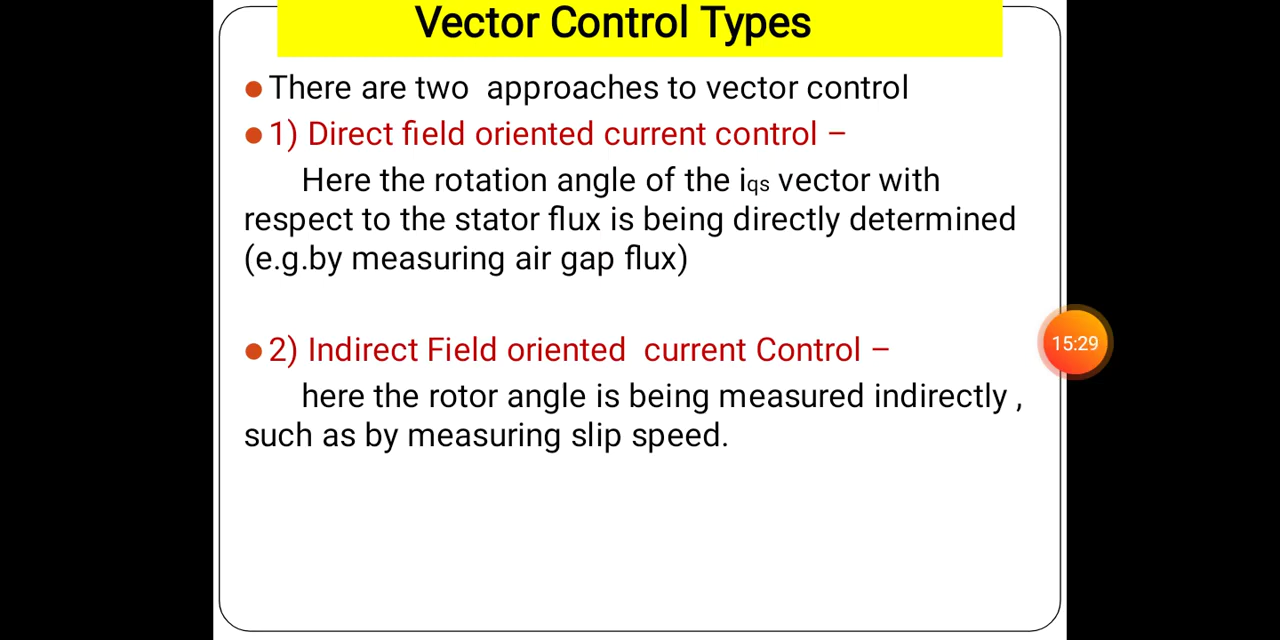 Vector Control Types
There are two approaches to vector control
1) Direct field oriented current control –
Here the rotation angle of the iqs vector with
respect to the stator flux is being directly determined
(e.g.by measuring air gap flux)
2) Indirect Field oriented current Control –
here the rotor angle is being measured indirectly ,
such as by measuring slip speed.
15:29